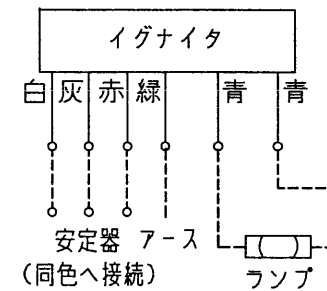 イグナイタ
白 灰 赤 緑 青 青
安定器 アース
(同色へ接続)
ランプ